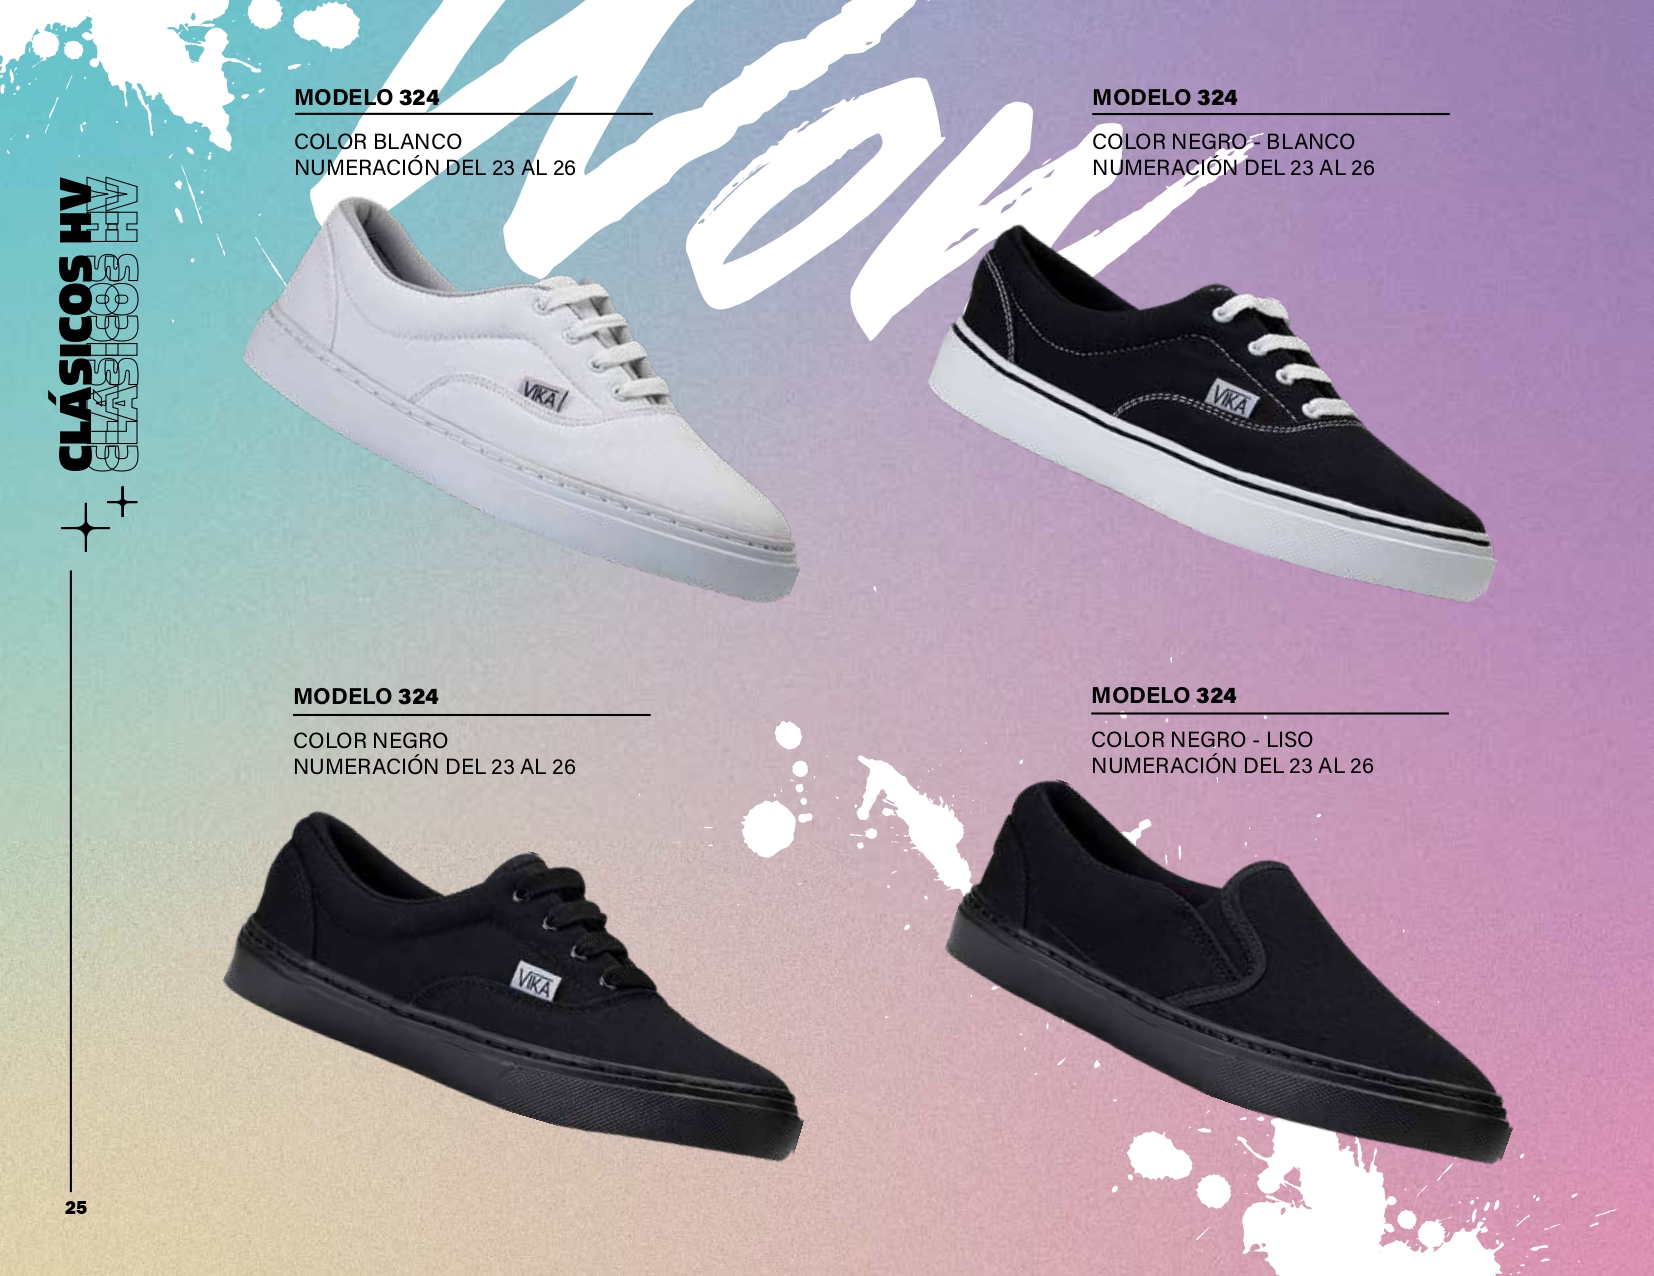 Wow
CLÁSICOS HV
CLÁSICOS HV
CLÁSICOS HV
MODELO 324
COLOR BLANCO
NUMERACIÓN DEL 23 AL 26
VIKA
MODELO 324
COLOR NEGRO - BLANCO
NUMERACIÓN DEL 23 AL 26
VIKA
MODELO 324
COLOR NEGRO
NUMERACIÓN DEL 23 AL 26
VIKA
MODELO 324
COLOR NEGRO - LISO
NUMERACIÓN DEL 23 AL 26
25